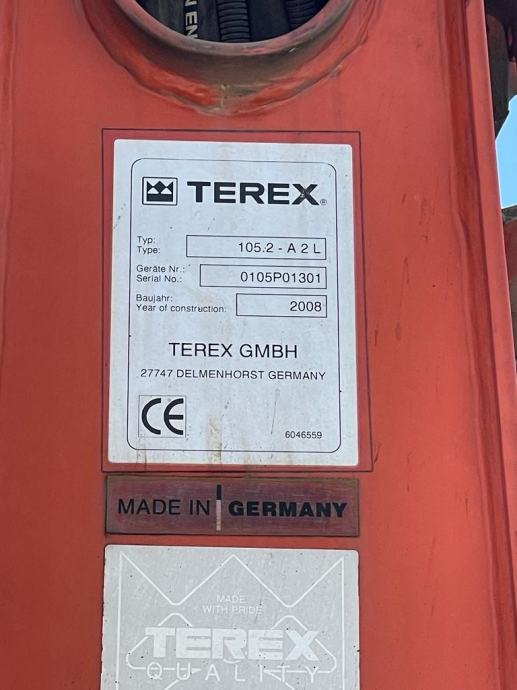 N EN
TEREX®
Typ:
Type: 105.2 - A 2 L
Geräte Nr.:
Serial No.: 0105P01301
Baujahr:
Year of construction: 2008
TEREX GMBH
27747 DELMENHORST GERMANY
CE
6046559
MADE IN GERMANY
MADE
WITH PRIDE
TEREX
QUALITY